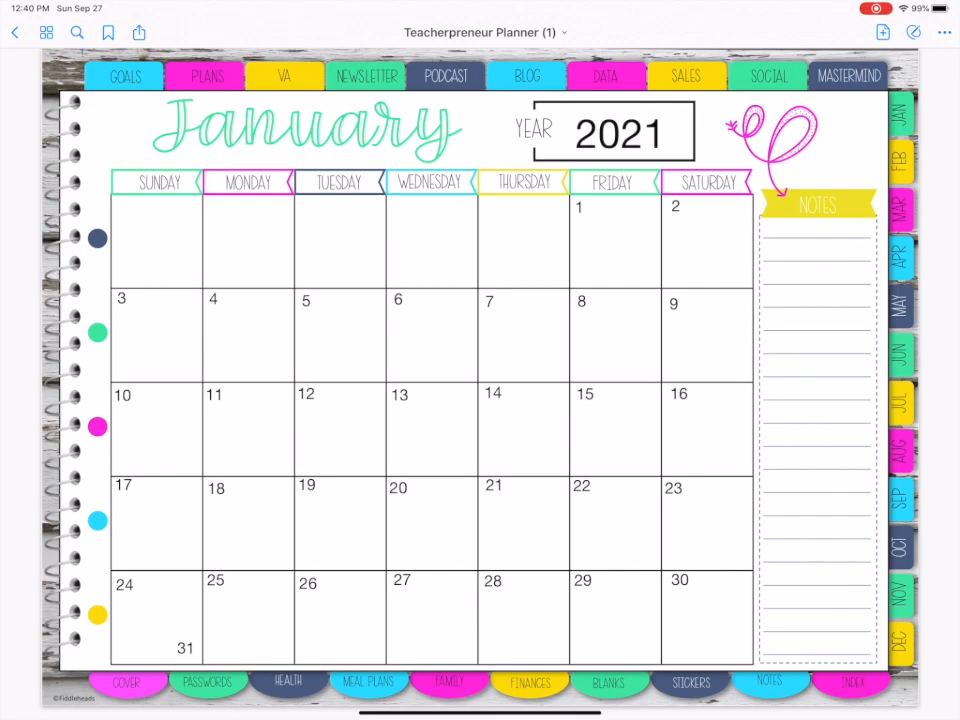 12:40 PM Sun Sep 27 99%
Teacherpreneur Planner (1)
GOALS PLANS VA NEWSLETTER PODCAST BLOG DATA SALES SOCIAL MASTERMIND
January YEAR 2021
SUNDAY MONDAY TUESDAY WEDNESDAY THURSDAY FRIDAY SATURDAY
NOTES
1 2
3 4 5 6 7 8 9
10 11 12 13 14 15 16
17 18 19 20 21 22 23
24 25 26 27 28 29 30
31
JAN
FEB
MAR
APR
MAY
JUN
JUL
AUG
SEP
OCT
NOV
DEC
COVER PASSWORDS HEALTH MEAL PLANS FAMILY FINANCES BLANKS STICKERS NOTES INDEX
©Fiddleheads